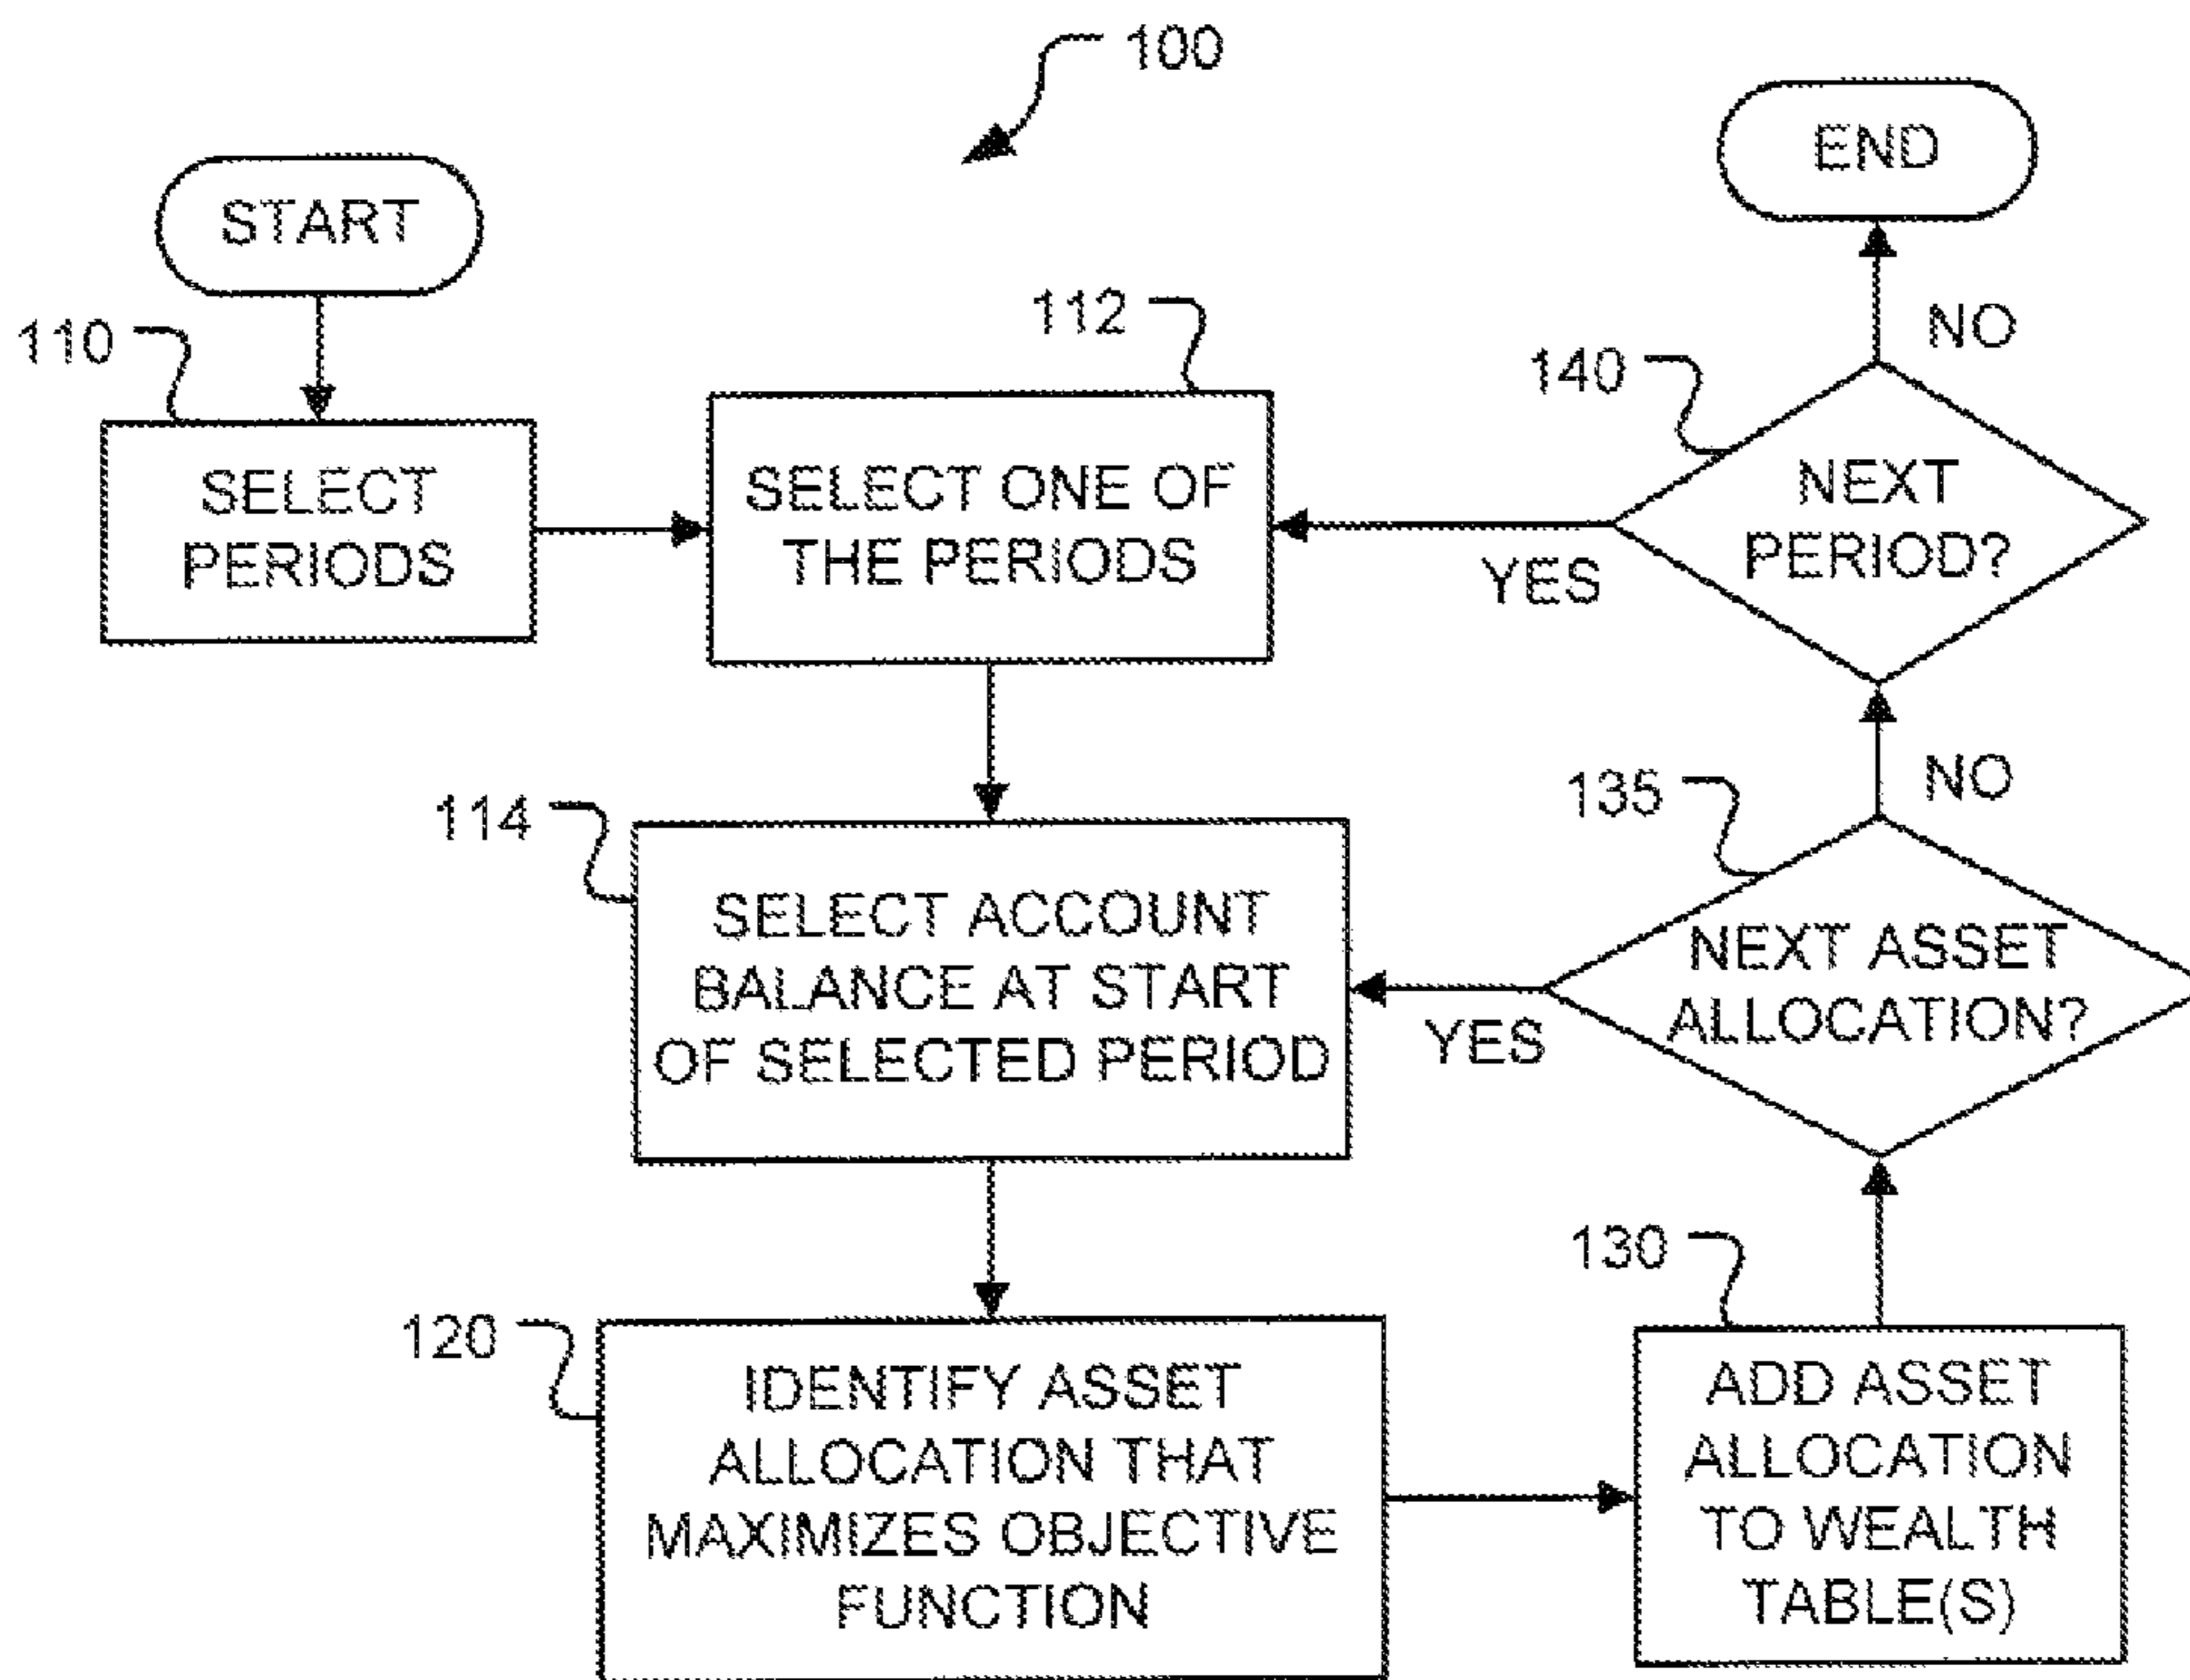 100
START
END
110
112
NO
140
SELECT
PERIODS
SELECT ONE OF
THE PERIODS
NEXT
PERIOD?
YES
114
135
NO
SELECT ACCOUNT
BALANCE AT START
OF SELECTED PERIOD
NEXT ASSET
ALLOCATION?
YES
120
130
IDENTIFY ASSET
ALLOCATION THAT
MAXIMIZES OBJECTIVE
FUNCTION
ADD ASSET
ALLOCATION
TO WEALTH
TABLE(S)